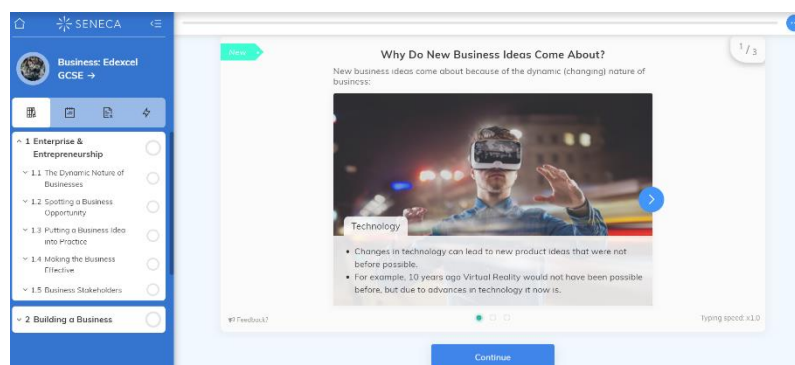 SENECA
Business: Edexcel
GCSE →
1 Enterprise &
Entrepreneurship
1.1 The Dynamic Nature of
Businesses
1.2 Spotting a Business
Opportunity
1.3 Putting a Business Idea
into Practice
1.4 Making the Business
Effective
1.5 Business Stakeholders
2 Building a Business
New
1/3
Why Do New Business Ideas Come About?
New business ideas come about because of the dynamic (changing) nature of
business:
Technology
• Changes in technology can lead to new product ideas that were not
before possible.
• For example, 10 years ago Virtual Reality would not have been possible
before, but due to advances in technology it now is.
Feedback?
Typing speed: x1.0
Continue